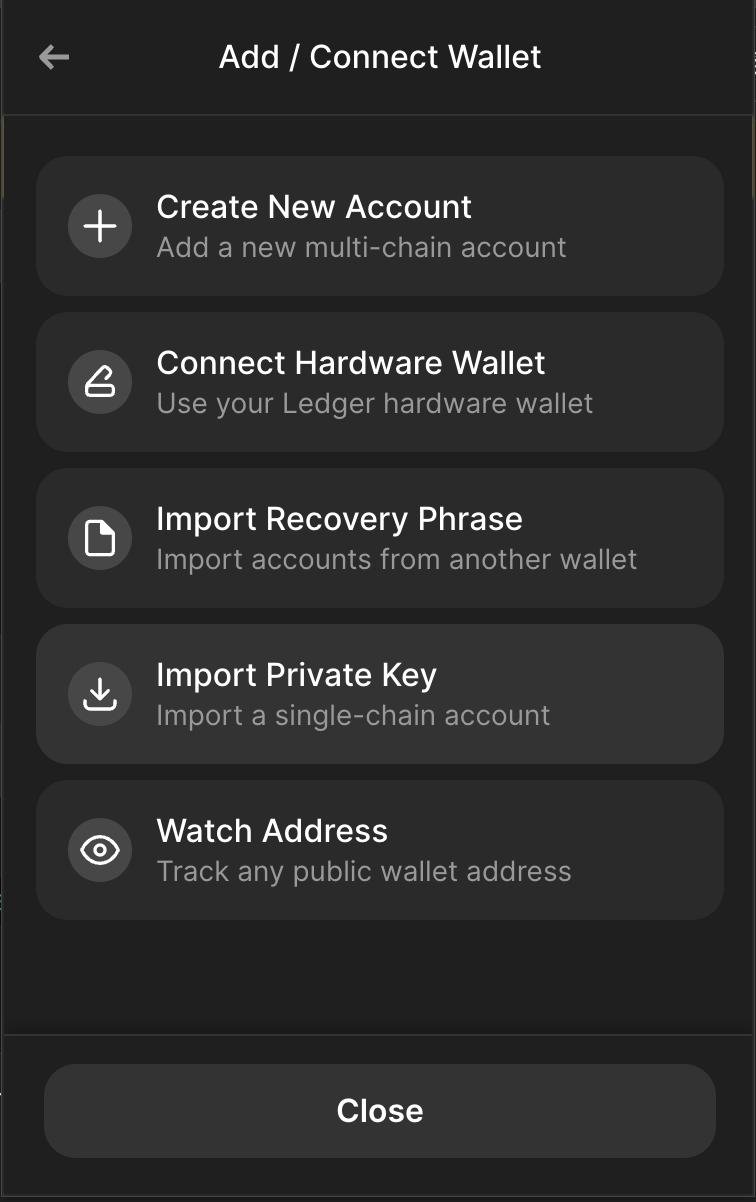 Add / Connect Wallet
Create New Account
Add a new multi-chain account
Connect Hardware Wallet
Use your Ledger hardware wallet
Import Recovery Phrase
Import accounts from another wallet
Import Private Key
Import a single-chain account
Watch Address
Track any public wallet address
Close